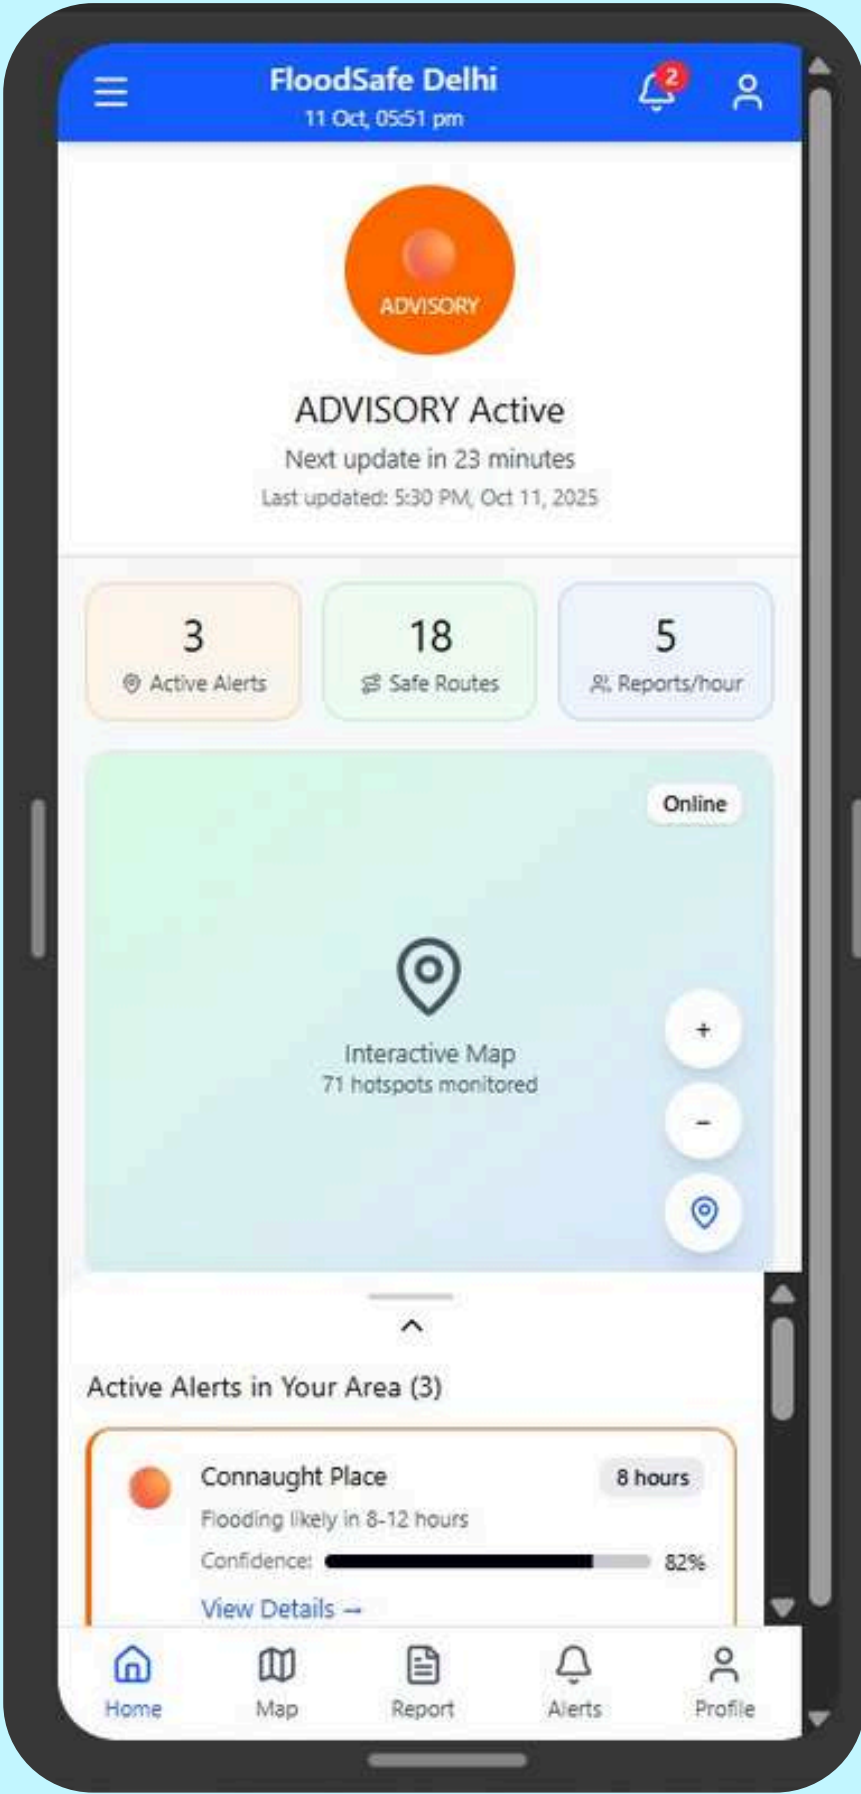 FloodSafe Delhi
2
11 Oct, 05:51 pm
ADVISORY
ADVISORY Active
Next update in 23 minutes
Last updated: 5:30 PM, Oct 11, 2025
3
Active Alerts
18
Safe Routes
5
Reports/hour
Online
Interactive Map
71 hotspots monitored
+
−
Active Alerts in Your Area (3)
Connaught Place
8 hours
Flooding likely in 8-12 hours
Confidence:
82%
View Details →
Home
Map
Report
Alerts
Profile